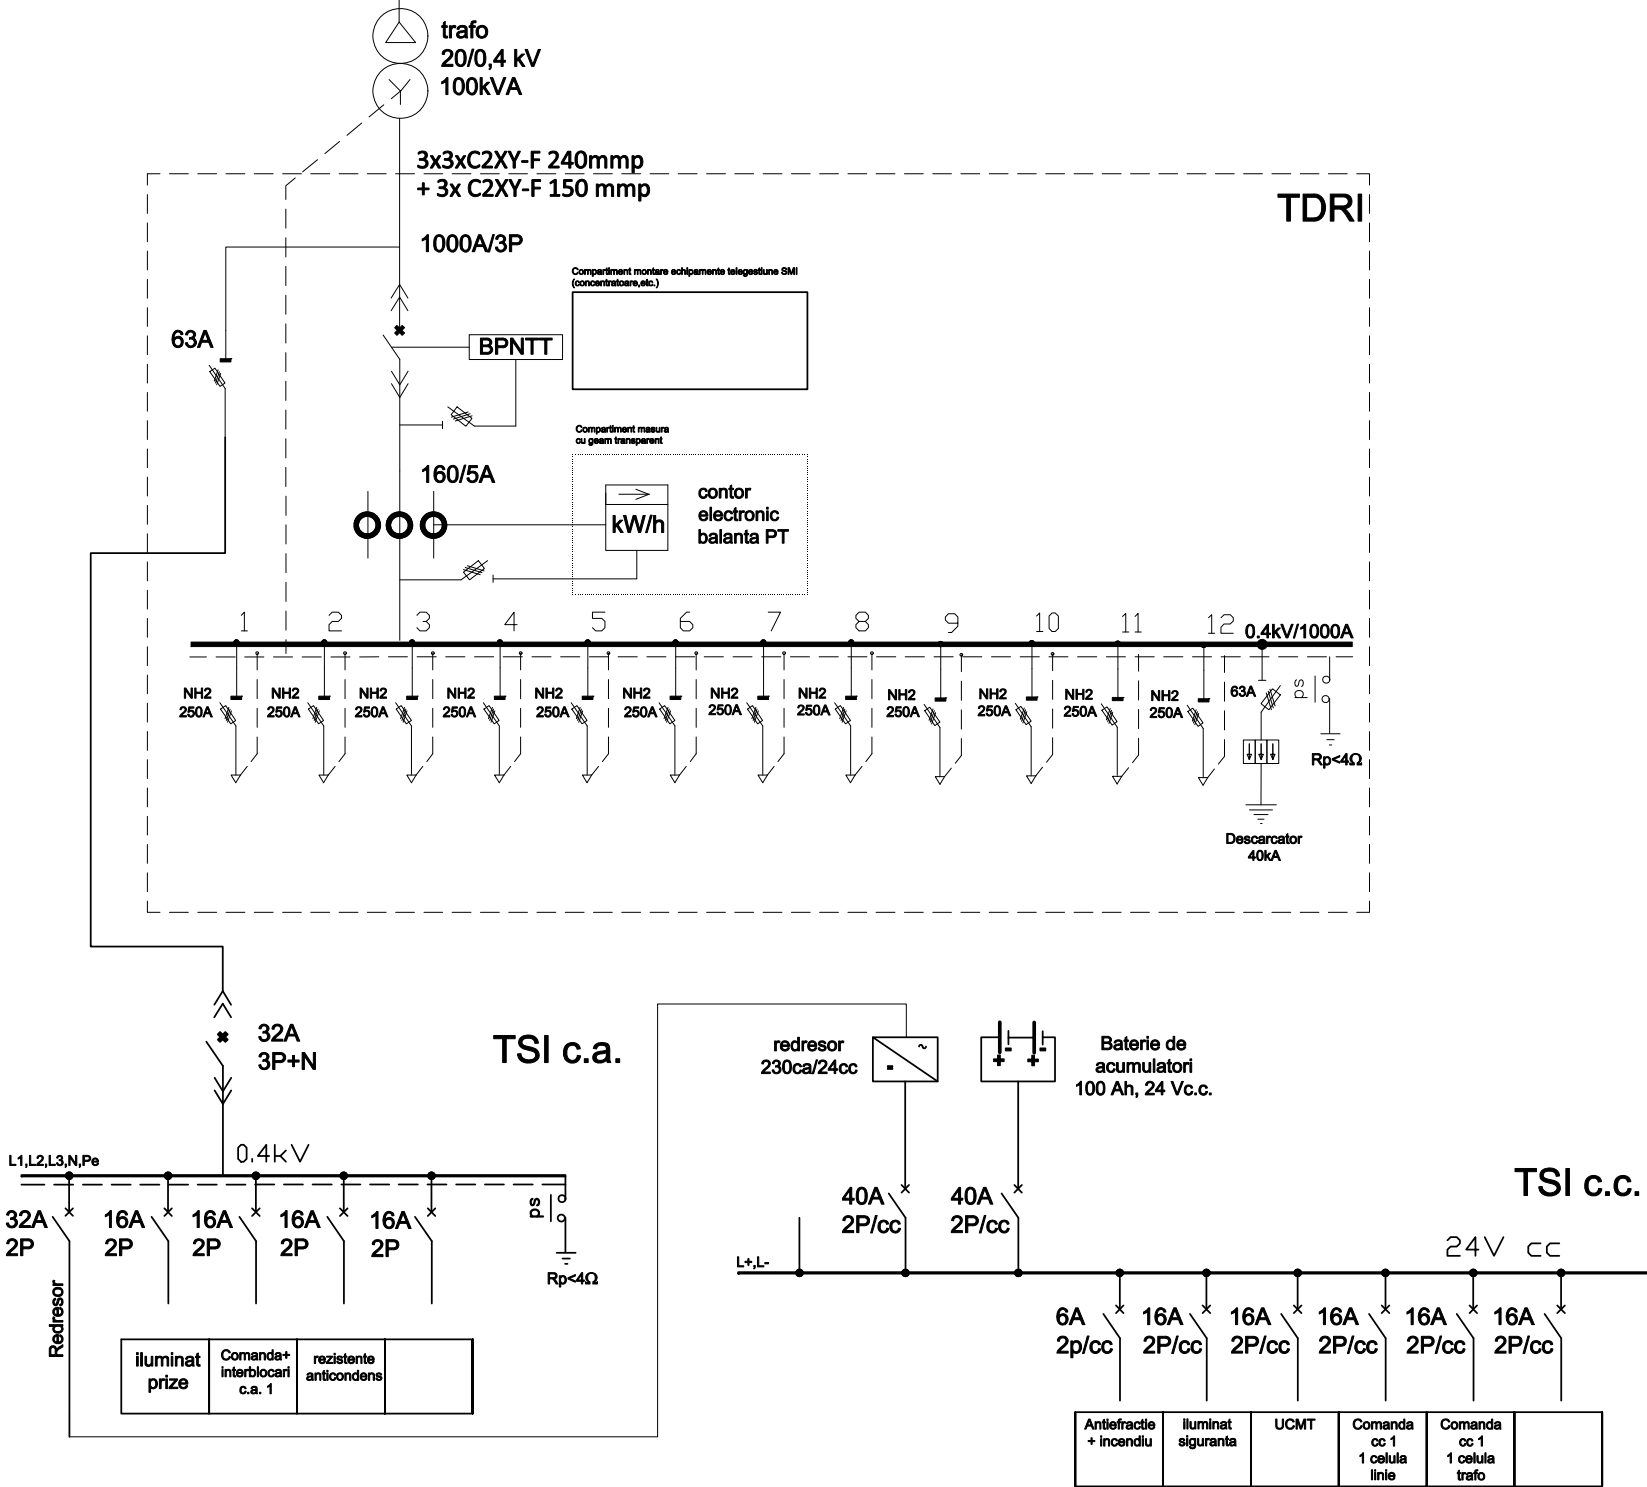 trafo
20/0,4 kV
100kVA
3x3xC2XY-F 240mmp
+ 3x C2XY-F 150 mmp
TDRI
1000A/3P
Compartiment montare echipamente telegestiune SMI
(concentratoare,etc.)
63A
BPNTT
Compartiment masura
cu geam transparent
160/5A
contor
electronic
balanta PT
kW/h
1 2 3 4 5 6 7 8 9 10 11 12 0.4kV/1000A
NH2 NH2 NH2 NH2 NH2 NH2 NH2 NH2 NH2 NH2 NH2 NH2 63A ps
250A 250A 250A 250A 250A 250A 250A 250A 250A 250A 250A 250A
Rp<4Ω
Descarcator
40kA
32A
3P+N
TSI c.a.
redresor
230ca/24cc
~
-
- -
+ +
Baterie de
acumulatori
100 Ah, 24 Vc.c.
0.4kV
L1,L2,L3,N,Pe
32A 16A 16A 16A 16A
2P 2P 2P 2P 2P
ps
Rp<4Ω
Redresor
iluminat
prize
Comanda+
interblocari
c.a. 1
rezistente
anticondens
TSI c.c.
40A 40A
2P/cc 2P/cc
24V cc
L+,L-
6A 16A 16A 16A 16A 16A
2p/cc 2P/cc 2P/cc 2P/cc 2P/cc 2P/cc
Antiefractie
+ incendiu
iluminat
siguranta
UCMT
Comanda
cc 1
1 celula
linie
Comanda
cc 1
1 celula
trafo